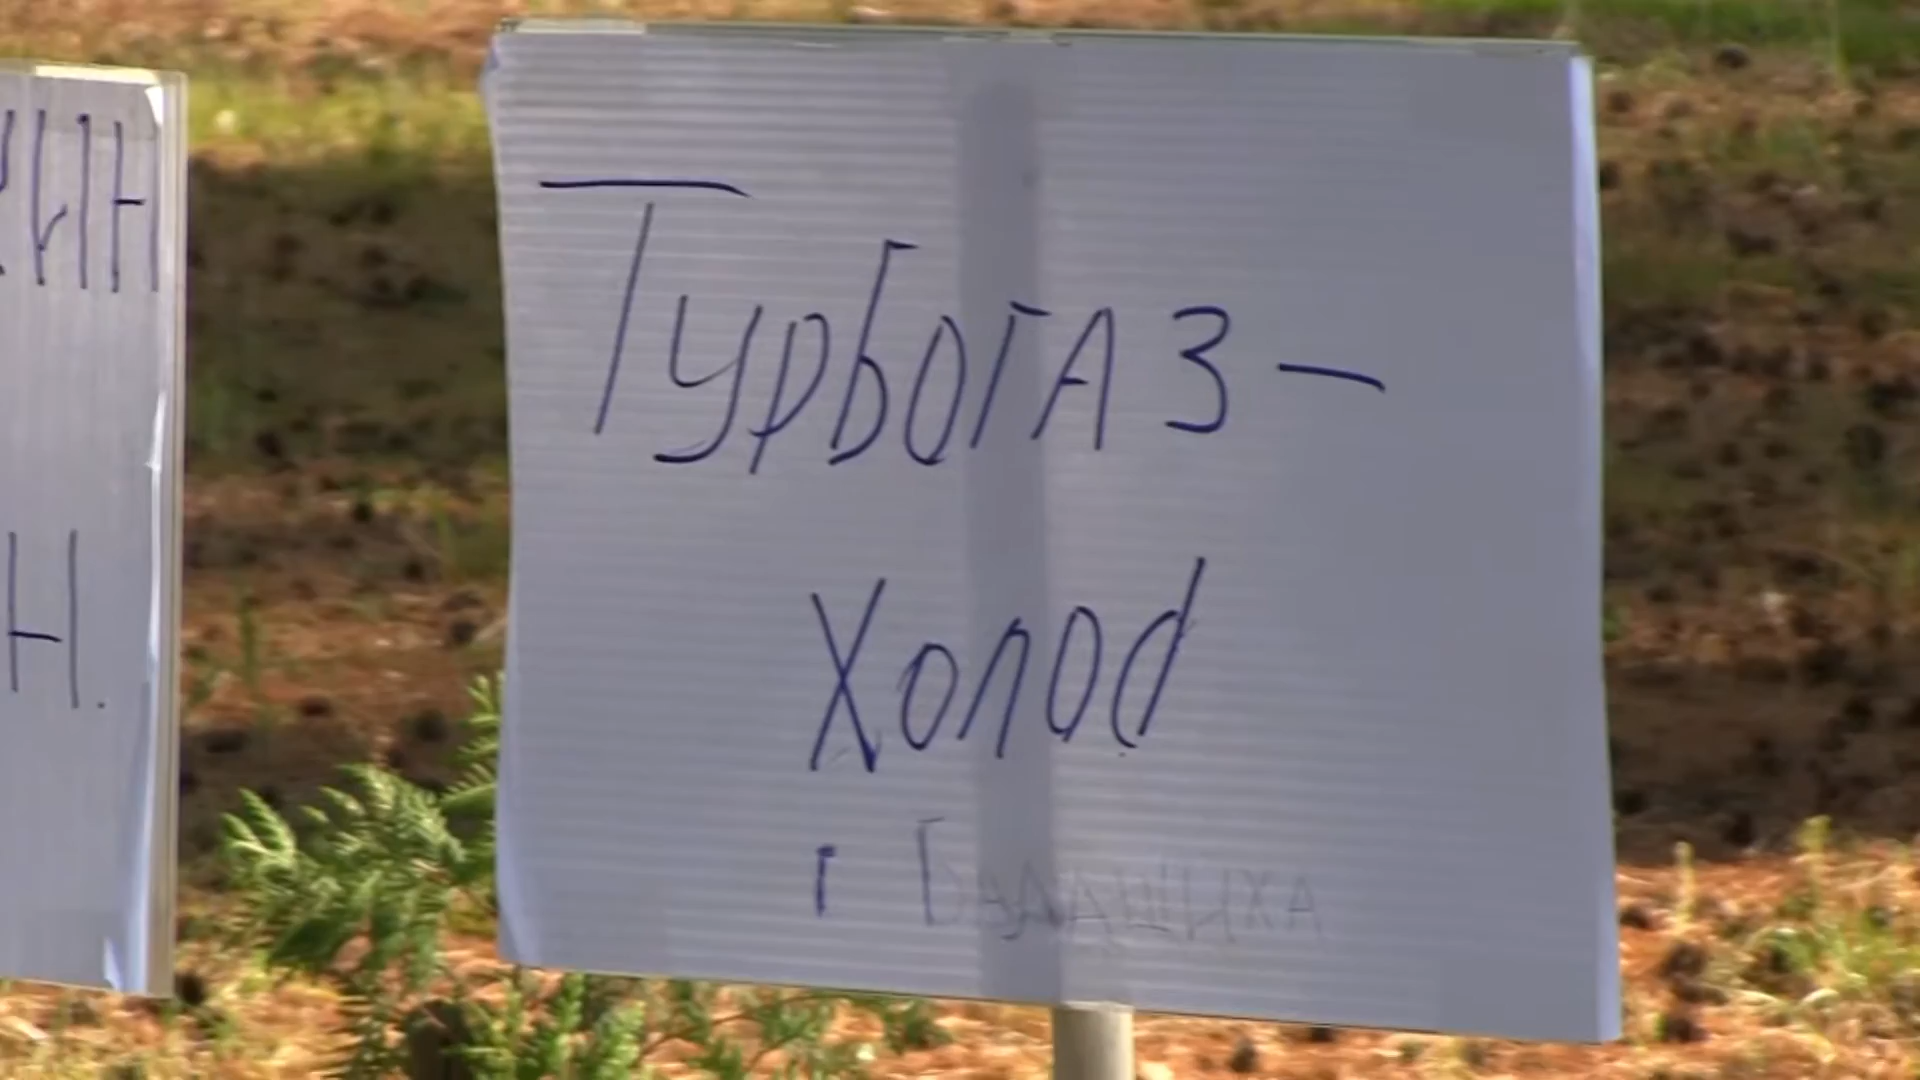 Турбогаз-
Холод
г Балашиха